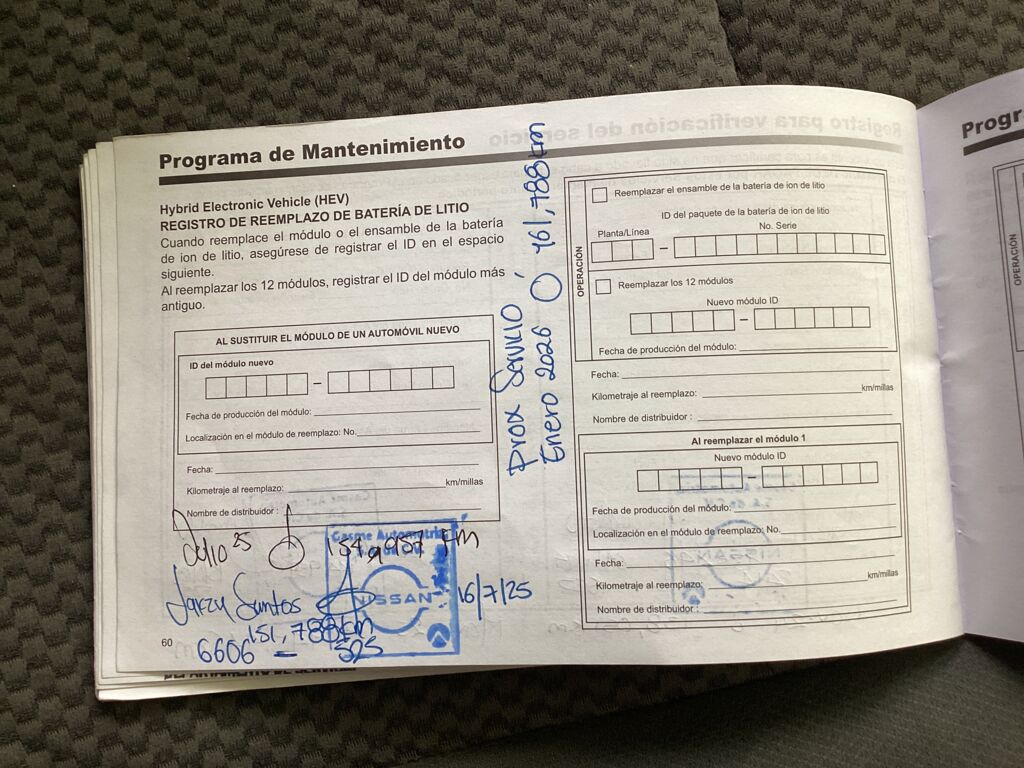 Programa de Mantenimiento
Hybrid Electronic Vehicle (HEV)
REGISTRO DE REEMPLAZO DE BATERÍA DE LITIO
Cuando reemplace el módulo o el ensamble de la batería
de ion de litio, asegúrese de registrar el ID en el espacio
siguiente.
Al reemplazar los 12 módulos, registrar el ID del módulo más
antiguo.
AL SUSTITUIR EL MÓDULO DE UN AUTOMÓVIL NUEVO
ID del módulo nuevo
–
Fecha de producción del módulo:
Localización en el módulo de reemplazo: No.
Fecha:
Kilometraje al reemplazo: km/millas
Nombre de distribuidor :
Julio 25
Casme Automotriz
NISSAN
16/7/25
Santos
151,788 km
6606 – 525
60
Prox Servicio
Enero 2026 Ó 161,788 km
OPERACIÓN
Reemplazar el ensamble de la batería de ion de litio
ID del paquete de la batería de ion de litio
Planta/Línea No. Serie
–
Reemplazar los 12 módulos
Nuevo módulo ID
–
Fecha de producción del módulo:
Fecha:
Kilometraje al reemplazo: km/millas
Nombre de distribuidor :
Al reemplazar el módulo 1
Nuevo módulo ID
–
Fecha de producción del módulo:
Localización en el módulo de reemplazo: No.
Fecha:
Kilometraje al reemplazo: km/millas
Nombre de distribuidor :
Progr
OPERACIÓN